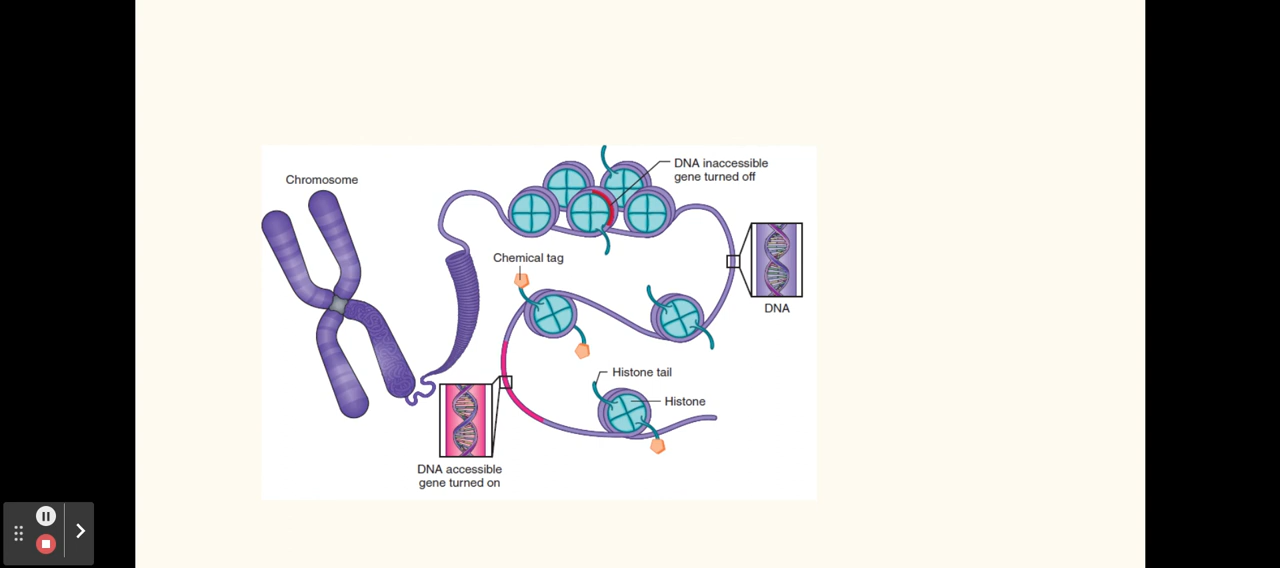 Chromosome
DNA inaccessible
gene turned off
Chemical tag
DNA
Histone tail
Histone
DNA accessible
gene turned on